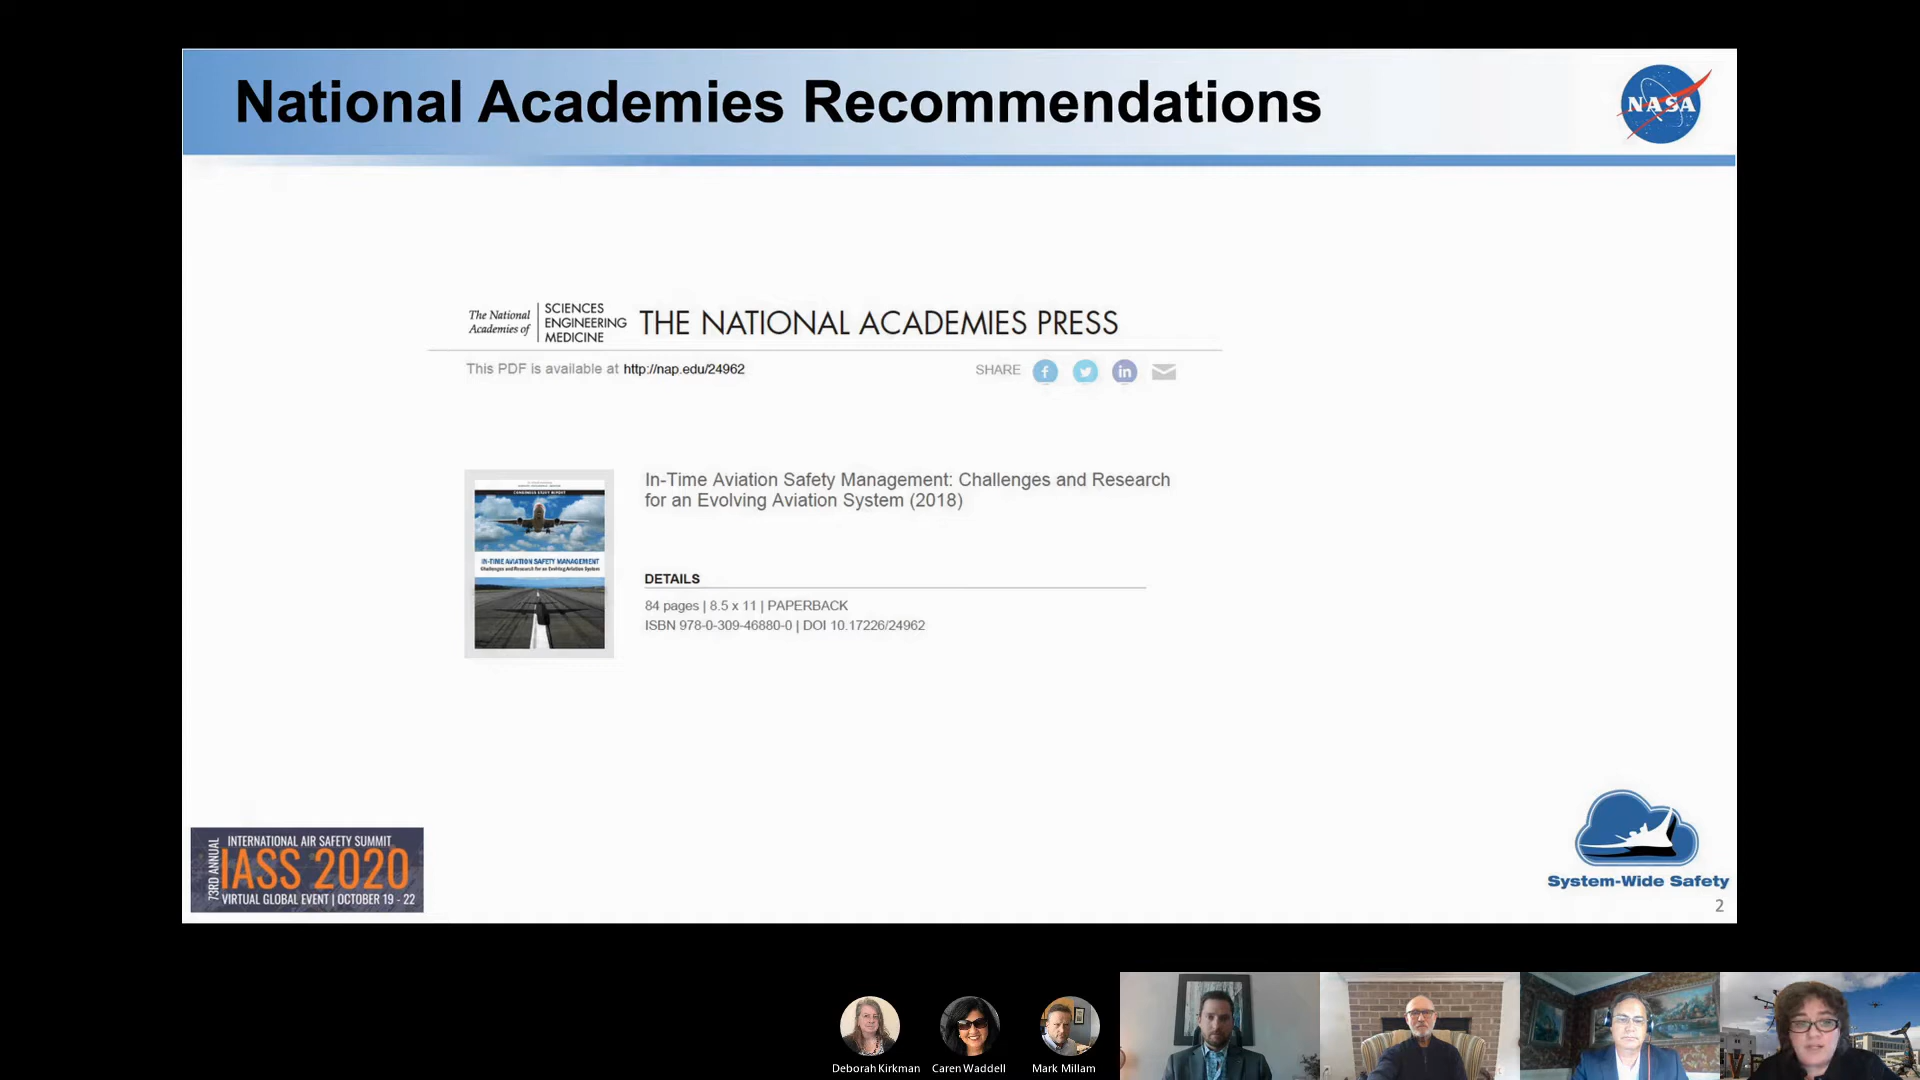 National Academies Recommendations
NASA
The National
Academies of
SCIENCES
ENGINEERING
MEDICINE
THE NATIONAL ACADEMIES PRESS
This PDF is available at http://nap.edu/24962
SHARE
In-Time Aviation Safety Management: Challenges and Research
for an Evolving Aviation System (2018)
CONSENSUS STUDY REPORT
IN-TIME AVIATION SAFETY MANAGEMENT
Challenges and Research for an Evolving Aviation System
DETAILS
84 pages | 8.5 x 11 | PAPERBACK
ISBN 978-0-309-46880-0 | DOI 10.17226/24962
73RD ANNUAL
INTERNATIONAL AIR SAFETY SUMMIT
IASS 2020
VIRTUAL GLOBAL EVENT | OCTOBER 19 - 22
System-Wide Safety
2
Deborah Kirkman
Caren Waddell
Mark Millam